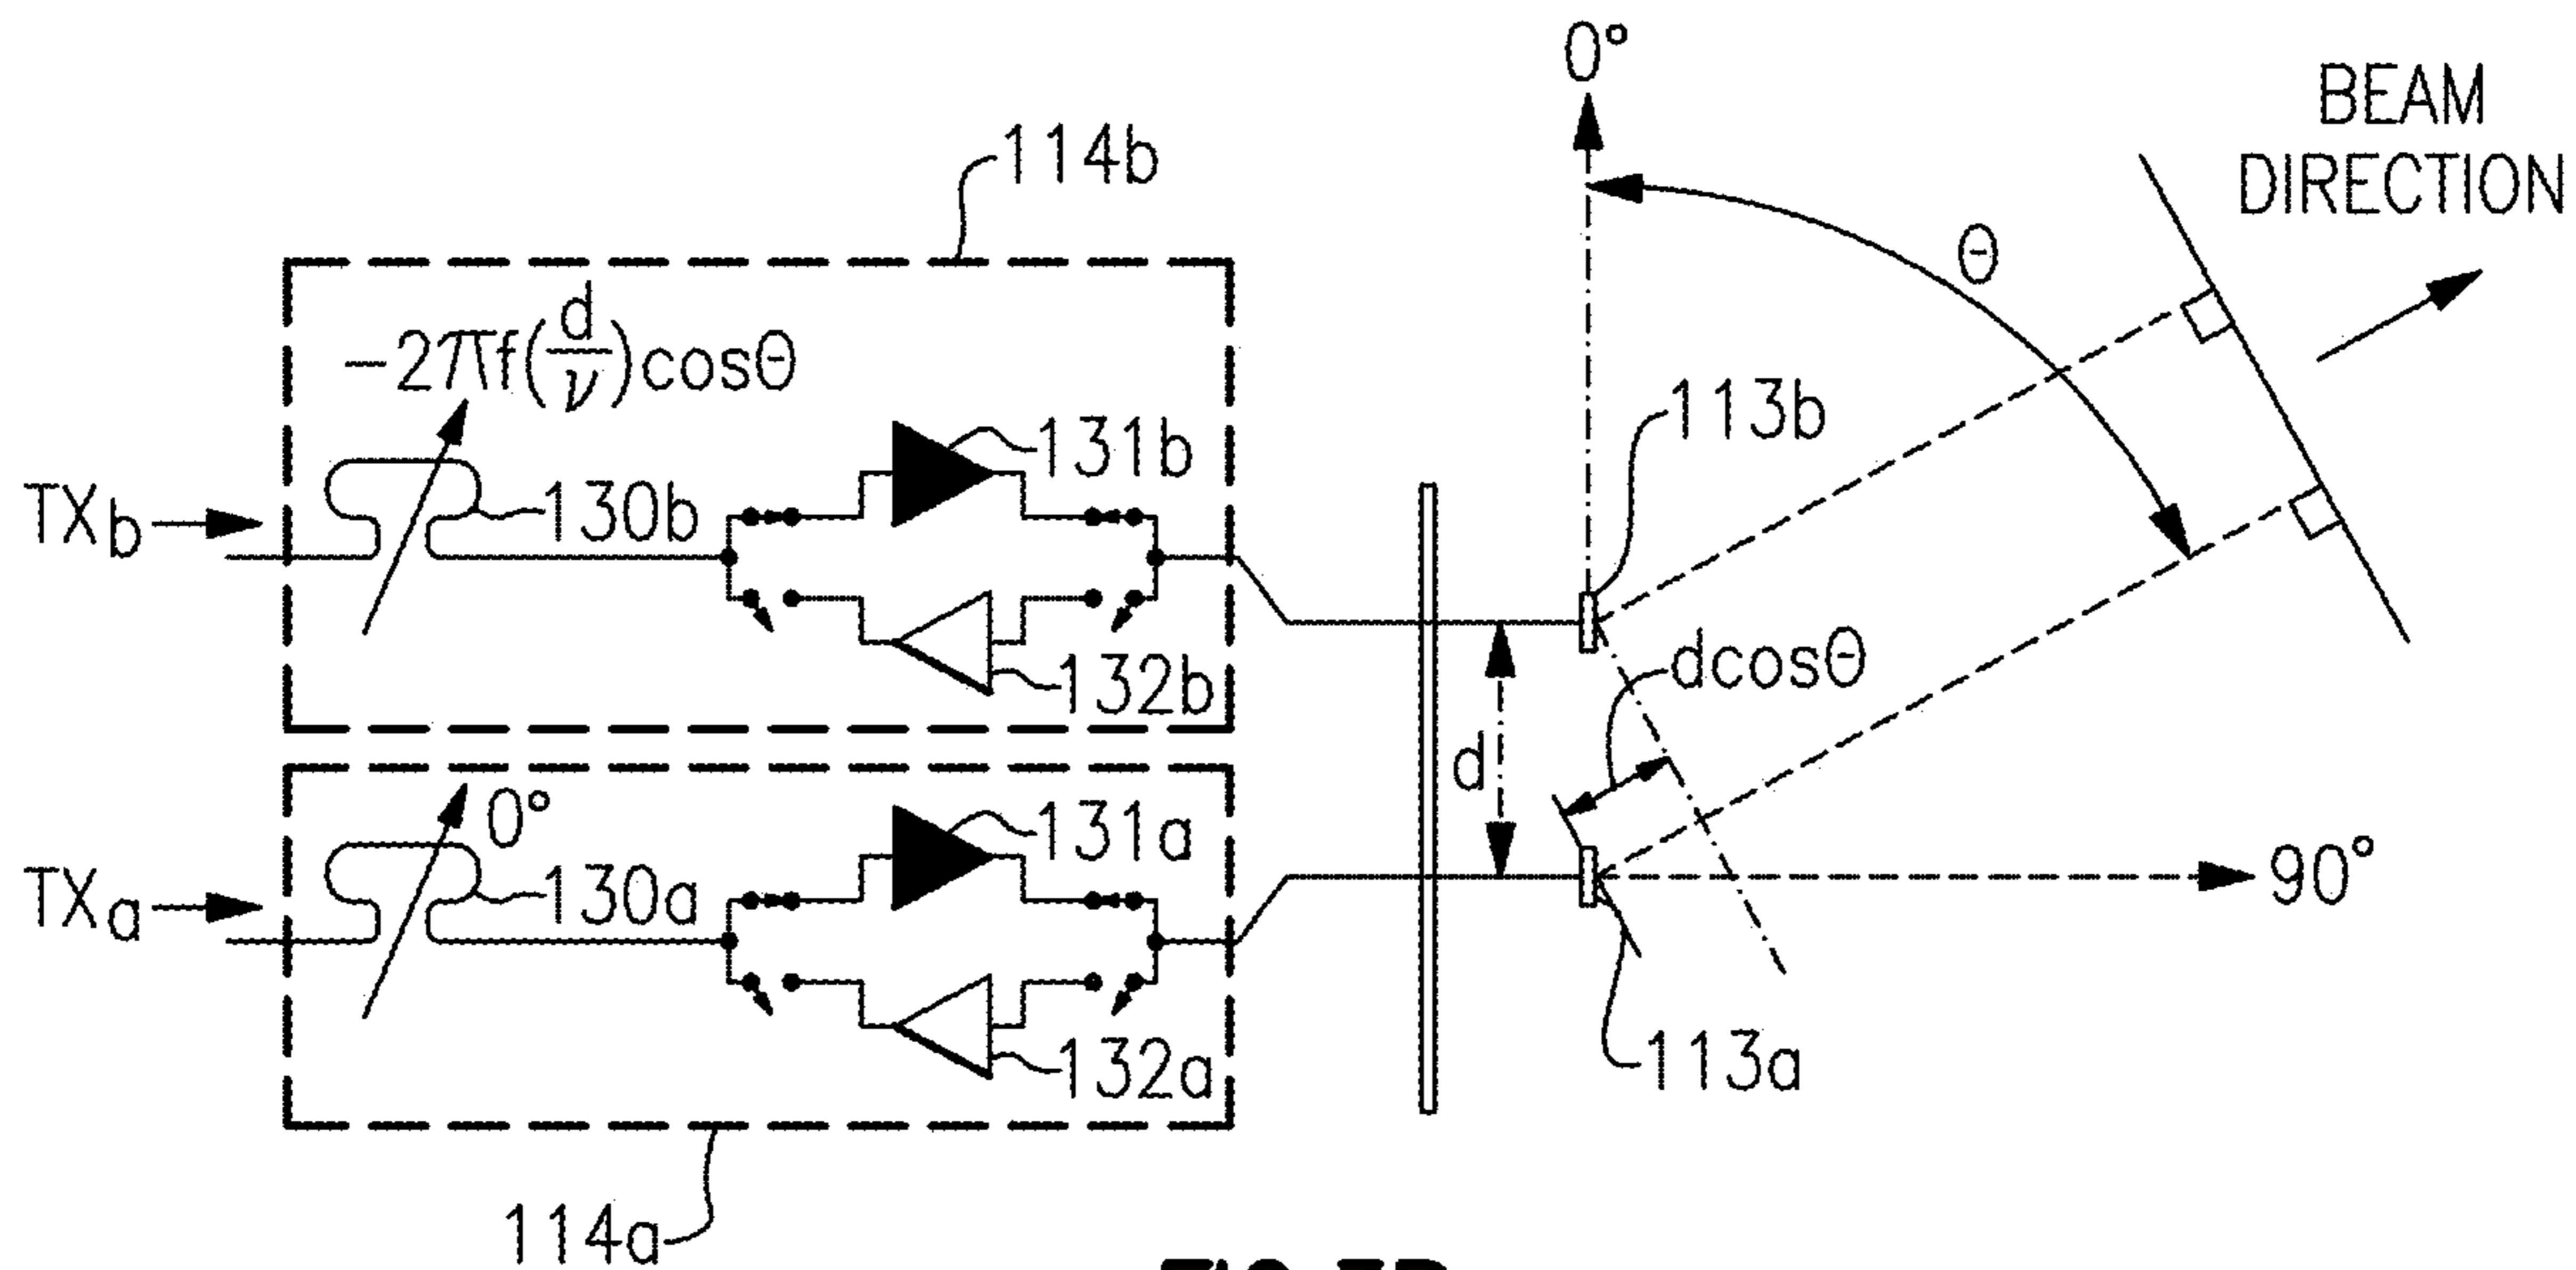 0°
BEAM
DIRECTION
θ
114b
-2πf(d/ν)cosθ
131b
113b
TXb
130b
132b
dcosθ
d
0°
131a
TXa
130a
90°
132a
113a
114a